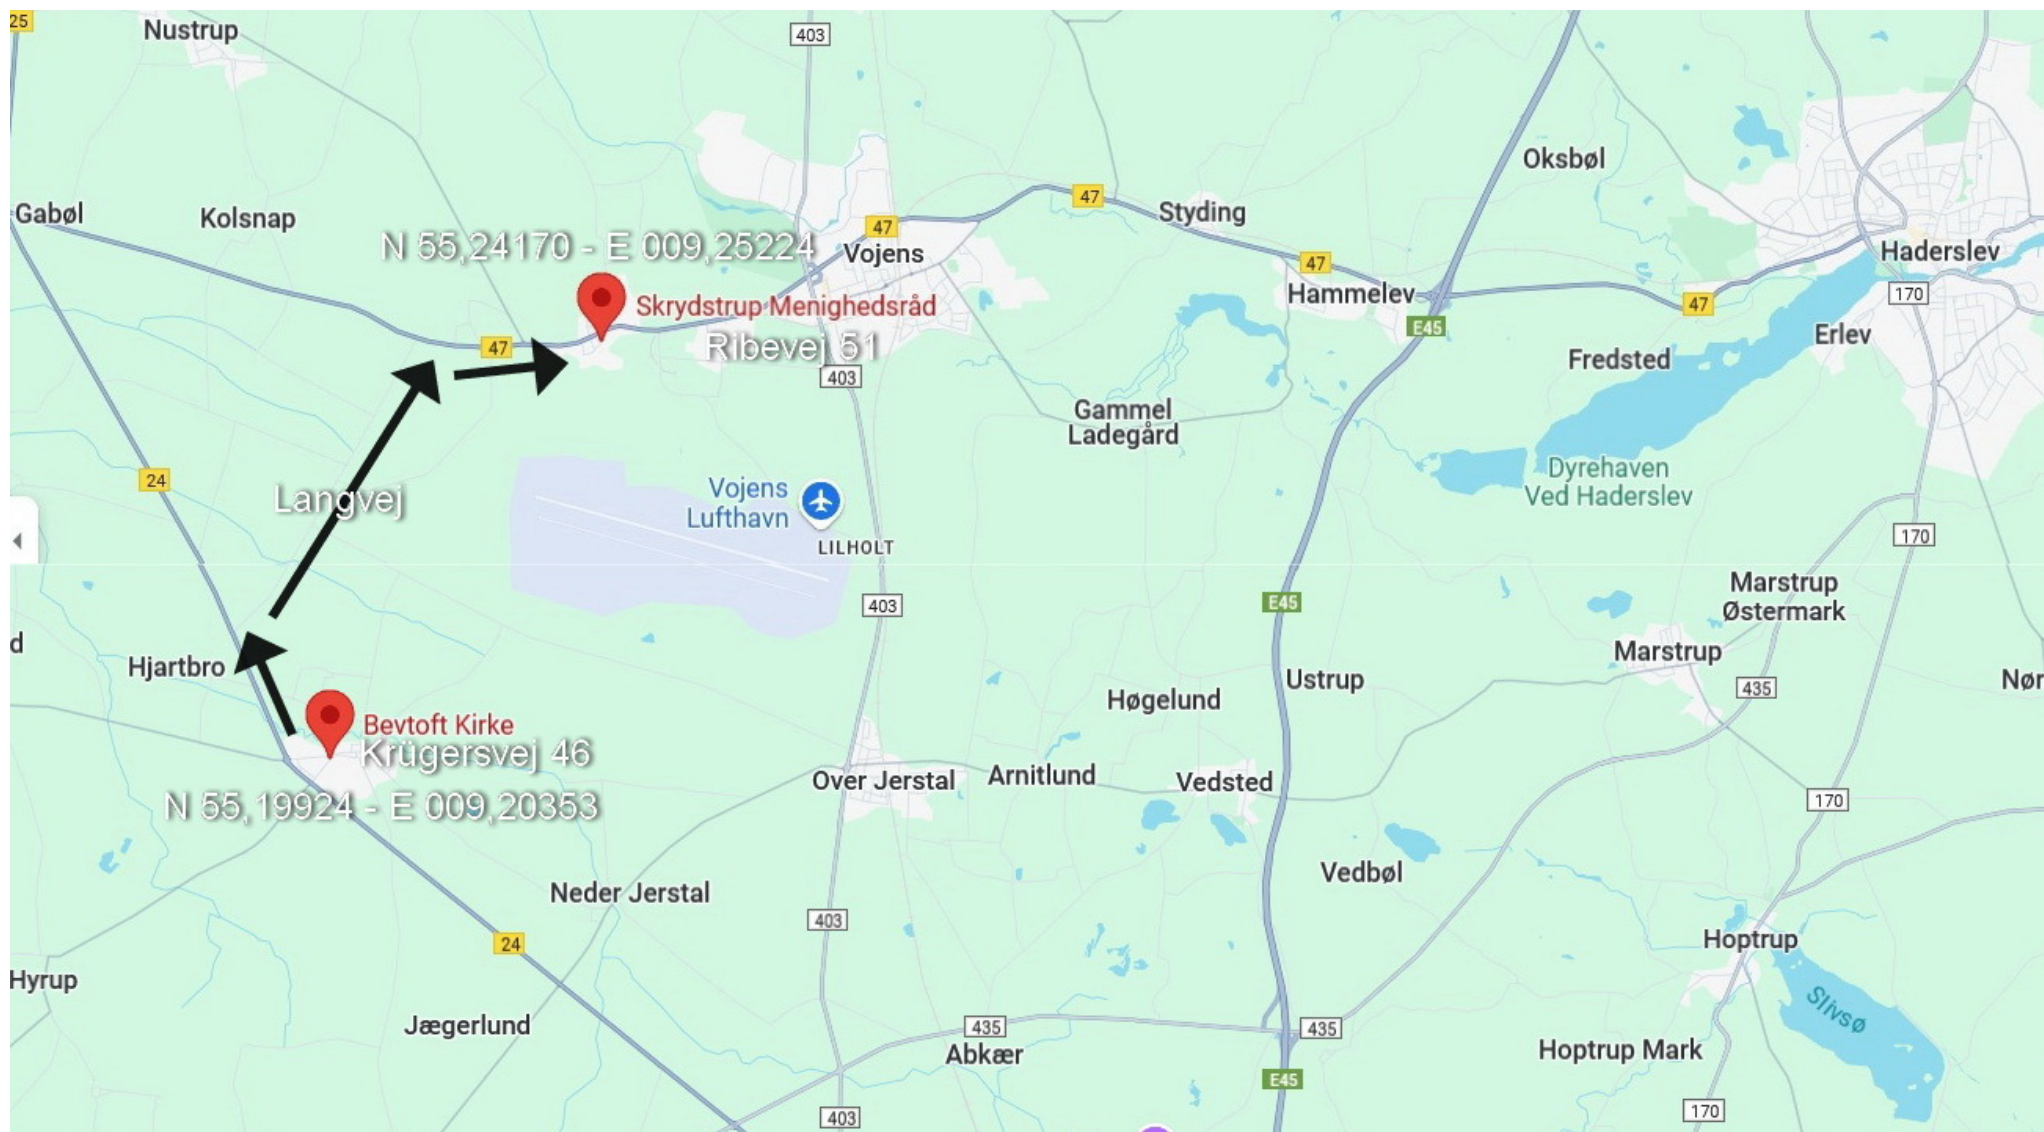 25
Nustrup
403
Oksbøl
47
Styding
Gabøl
Kolsnap
47
N 55,24170 - E 009,25224
Vojens
Haderslev
47
Hammelev
170
Skrydstrup Menighedsråd
47
E45
Erlev
47
Ribevej 51
Fredsted
403
Gammel
Ladegård
24
Dyrehaven
Ved Haderslev
Langvej
Vojens
Lufthavn
LILHOLT
170
403
E45
Marstrup
Østermark
d
Hjartbro
Marstrup
Ustrup
435
Nør
Høgelund
Bevtoft Kirke
Krügersvej 46
Over Jerstal
Arnitlund
Vedsted
N 55,19924 - E 009,20353
170
Vedbøl
Neder Jerstal
403
24
Hoptrup
Hyrup
Slivsø
Jægerlund
435
435
Abkær
Hoptrup Mark
E45
403
170